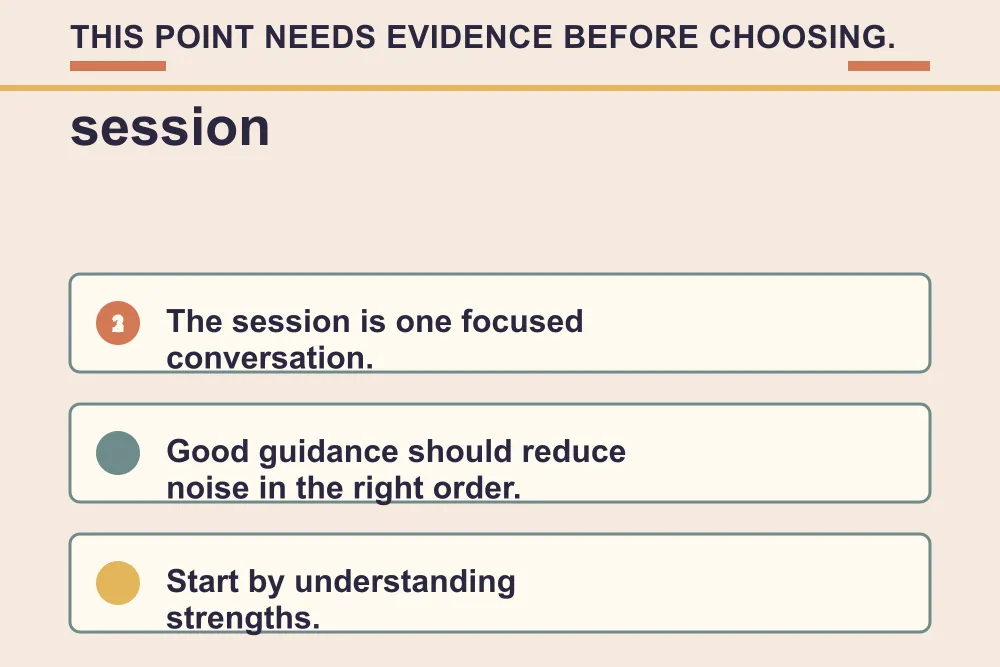 THIS POINT NEEDS EVIDENCE BEFORE CHOOSING.
session
The session is one focused
conversation.
Good guidance should reduce
noise in the right order.
Start by understanding
strengths.